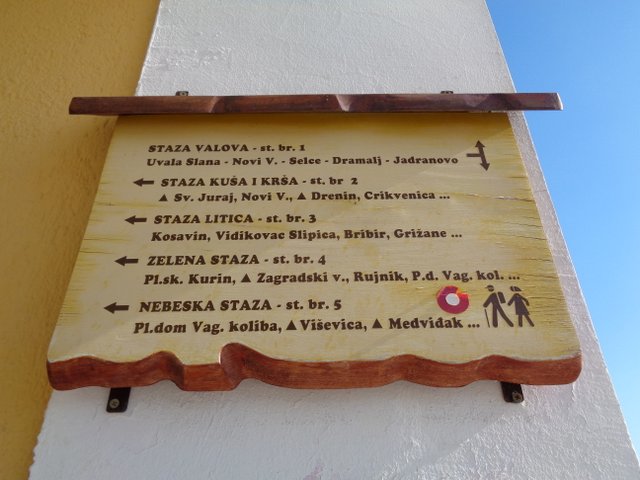 STAZA VALOVA - st. br. 1
Uvala Slana - Novi V. - Selce - Dramalj - Jadranovo
STAZA KUŠA I KRŠA - st. br 2
Sv. Juraj, Novi V., Drenin, Crikvenica ...
STAZA LITICA - st. br. 3
Kosavin, Vidikovac Slipica, Bribir, Grižane ...
ZELENA STAZA - st. br. 4
Pl.sk. Kurin, Zagradski v., Rujnik, P.d. Vag. kol. ...
NEBESKA STAZA - st. br. 5
Pl.dom Vag. koliba, Viševica, Medviđak ...